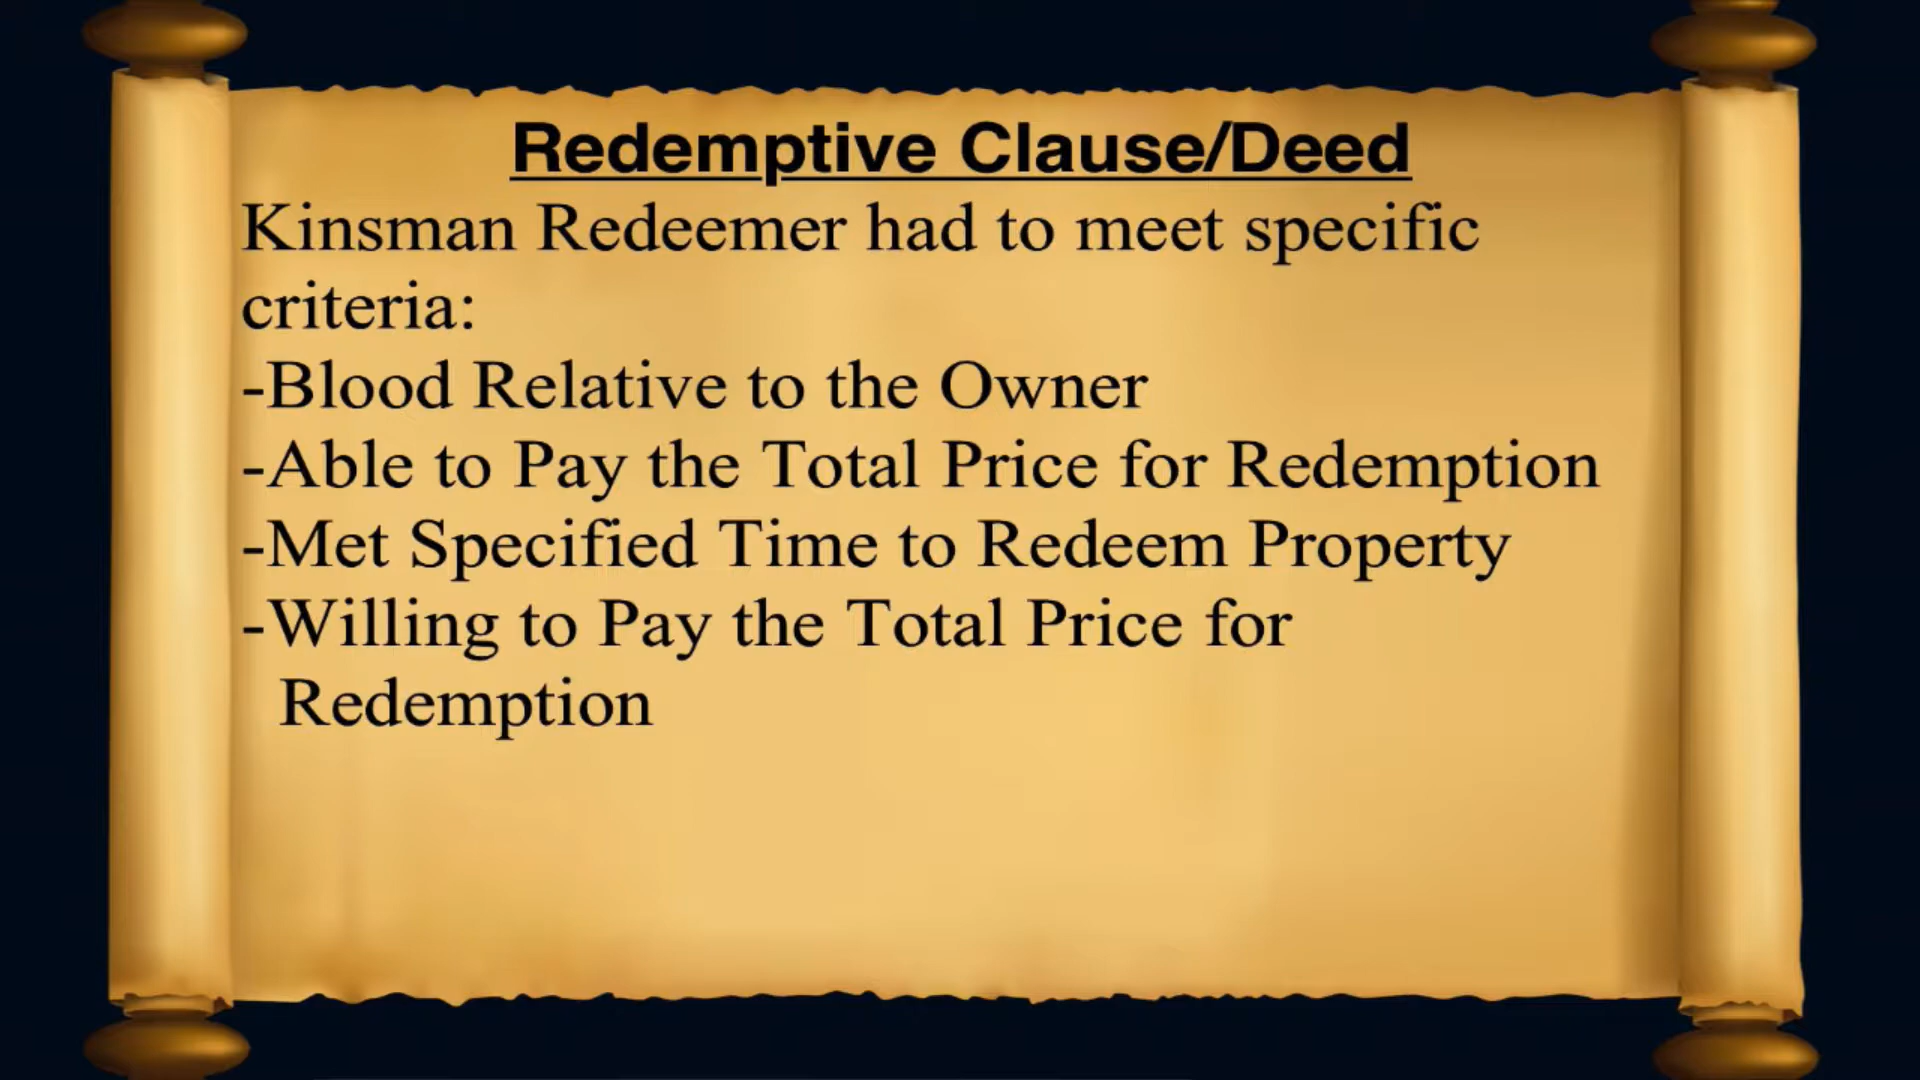 Redemptive Clause/Deed
Kinsman Redeemer had to meet specific
criteria:
-Blood Relative to the Owner
-Able to Pay the Total Price for Redemption
-Met Specified Time to Redeem Property
-Willing to Pay the Total Price for
Redemption